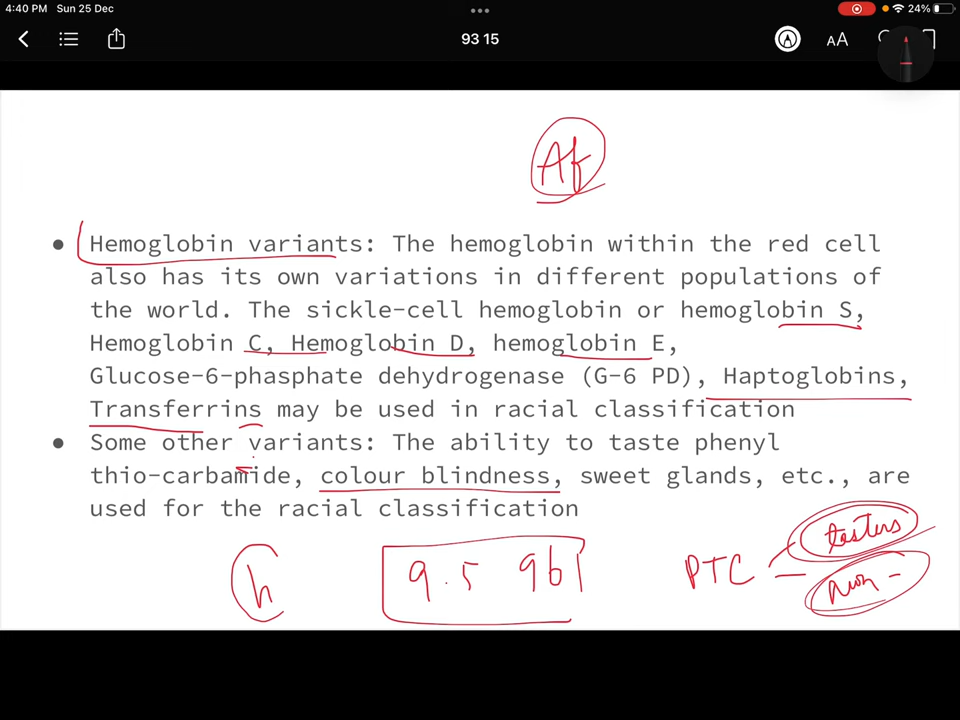 4:40 PM Sun 25 Dec
24%
93 15
AA
Af
● Hemoglobin variants: The hemoglobin within the red cell
also has its own variations in different populations of
the world. The sickle-cell hemoglobin or hemoglobin S,
Hemoglobin C, Hemoglobin D, hemoglobin E,
Glucose-6-phosphate dehydrogenase (G-6 PD), Haptoglobins,
Transferrins may be used in racial classification
● Some other variants: The ability to taste phenyl
thio-carbamide, colour blindness, sweet glands, etc., are
used for the racial classification
h
9.5
PTC
testers
non -